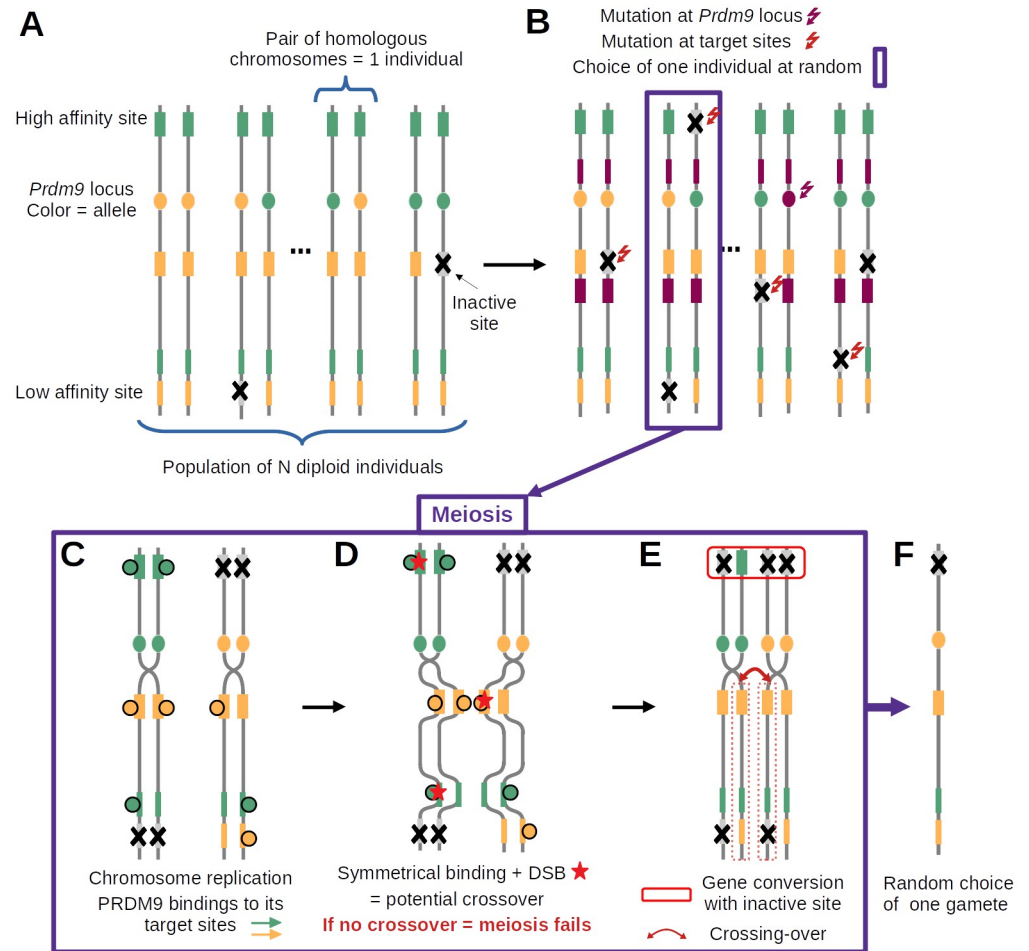 A
Pair of homologous
chromosomes = 1 individual
High affinity site
Prdm9 locus
Color = allele
...
Inactive
site
Low affinity site
Population of N diploid individuals
B
Mutation at Prdm9 locus
Mutation at target sites
Choice of one individual at random
...
Meiosis
C
Chromosome replication
PRDM9 bindings to its
target sites
D
Symmetrical binding + DSB
= potential crossover
If no crossover = meiosis fails
E
Gene conversion
with inactive site
Crossing-over
F
Random choice
of one gamete